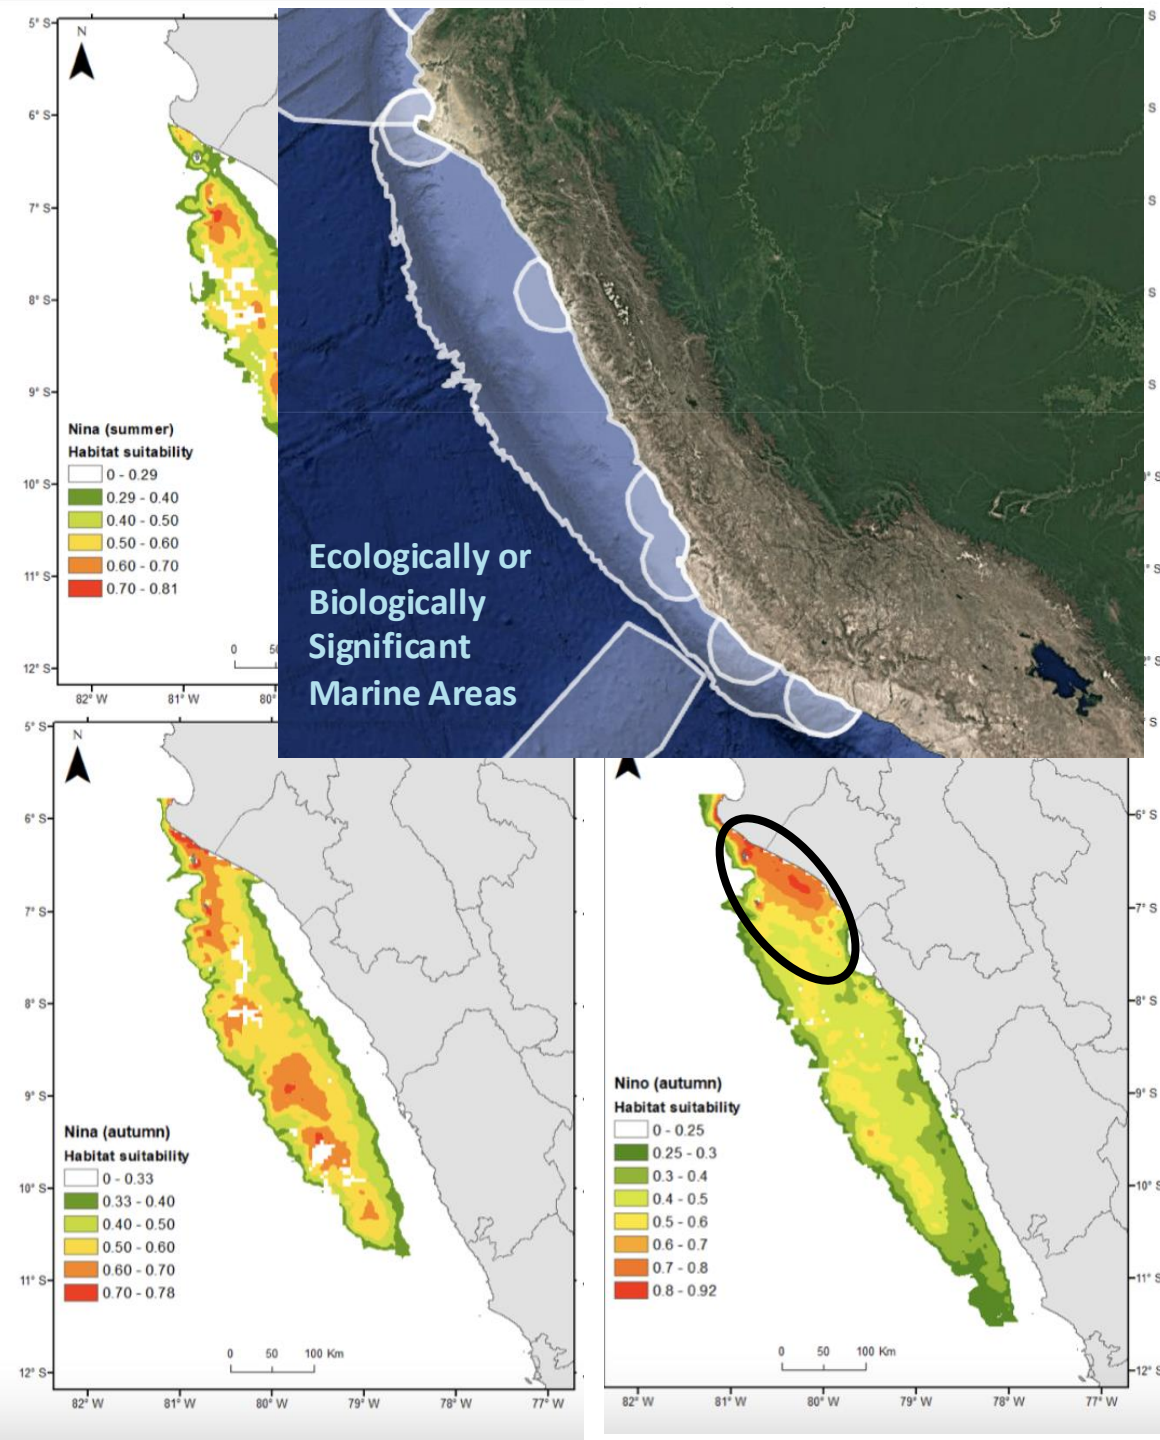 N
5° S
6° S
7° S
8° S
9° S
10° S
11° S
12° S
Nina (summer)
Habitat suitability
0 - 0.29
0.29 - 0.40
0.40 - 0.50
0.50 - 0.60
0.60 - 0.70
0.70 - 0.81
0
82° W
81° W
80°
Ecologically or
Biologically
Significant
Marine Areas
S
S
S
S
S
° S
° S
° S
S
N
5° S
6° S
7° S
8° S
9° S
10° S
11° S
12° S
Nina (autumn)
Habitat suitability
0 - 0.33
0.33 - 0.40
0.40 - 0.50
0.50 - 0.60
0.60 - 0.70
0.70 - 0.78
0 50 100 Km
82° W 81° W 80° W 79° W 78° W 77° W
6° S
7° S
8° S
9° S
10° S
11° S
12° S
Nino (autumn)
Habitat suitability
0 - 0.25
0.25 - 0.3
0.3 - 0.4
0.4 - 0.5
0.5 - 0.6
0.6 - 0.7
0.7 - 0.8
0.8 - 0.92
0 50 100 Km
82° W 81° W 80° W 79° W 78° W 77° W